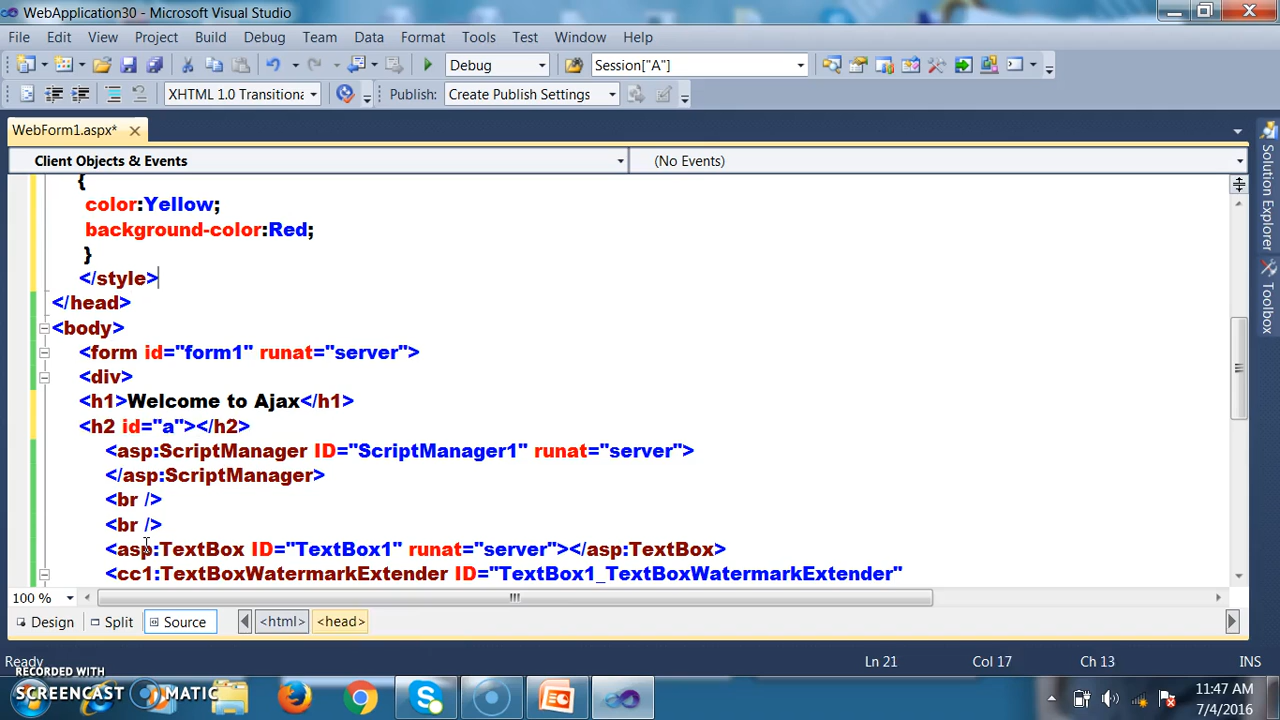 WebApplication30 - Microsoft Visual Studio
File Edit View Project Build Debug Team Data Format Tools Test Window Help
Debug Session["A"]
XHTML 1.0 Transitiona Publish: Create Publish Settings
WebForm1.aspx*
Client Objects & Events (No Events)
{
color:Yellow;
background-color:Red;
}
</style>
</head>
<body>
<form id="form1" runat="server">
<div>
<h1>Welcome to Ajax</h1>
<h2 id="a"></h2>
<asp:ScriptManager ID="ScriptManager1" runat="server">
</asp:ScriptManager>
<br />
<br />
<asp:TextBox ID="TextBox1" runat="server"></asp:TextBox>
<cc1:TextBoxWatermarkExtender ID="TextBox1_TextBoxWatermarkExtender"
Solution Explorer
Toolbox
100 %
Design Split Source <html> <head>
Ready Ln 21 Col 17 Ch 13 INS
RECORDED WITH
SCREENCAST MATIC
11:47 AM
7/4/2016